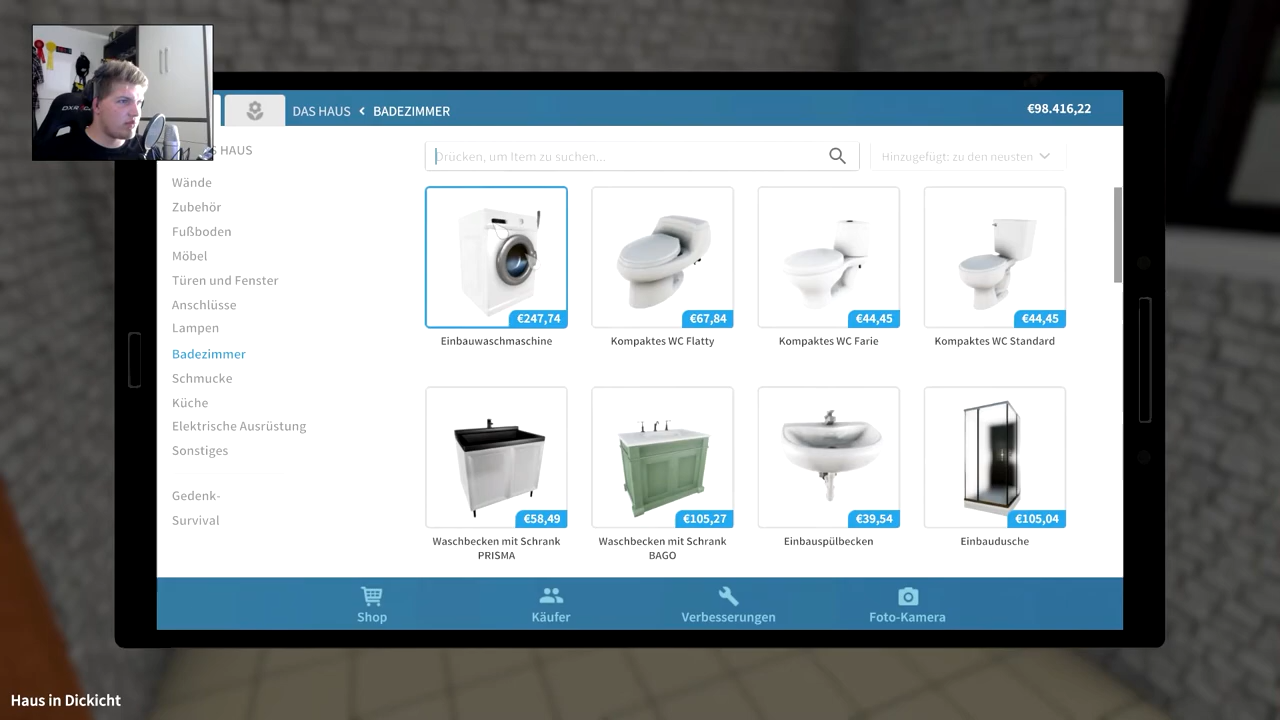 DAS HAUS < BADEZIMMER
€98.416,22
S HAUS
Wände
Zubehör
Fußboden
Möbel
Türen und Fenster
Anschlüsse
Lampen
Badezimmer
Schmucke
Küche
Elektrische Ausrüstung
Sonstiges
Gedenk-
Survival
Drücken, um Item zu suchen...
Hinzugefügt: zu den neusten
€247,74
Einbauwaschmaschine
€67,84
Kompaktes WC Flatty
€44,45
Kompaktes WC Farie
€44,45
Kompaktes WC Standard
€58,49
Waschbecken mit Schrank
PRISMA
€105,27
Waschbecken mit Schrank
BAGO
€39,54
Einbauspülbecken
€105,04
Einbaudusche
Shop
Käufer
Verbesserungen
Foto-Kamera
Haus in Dickicht